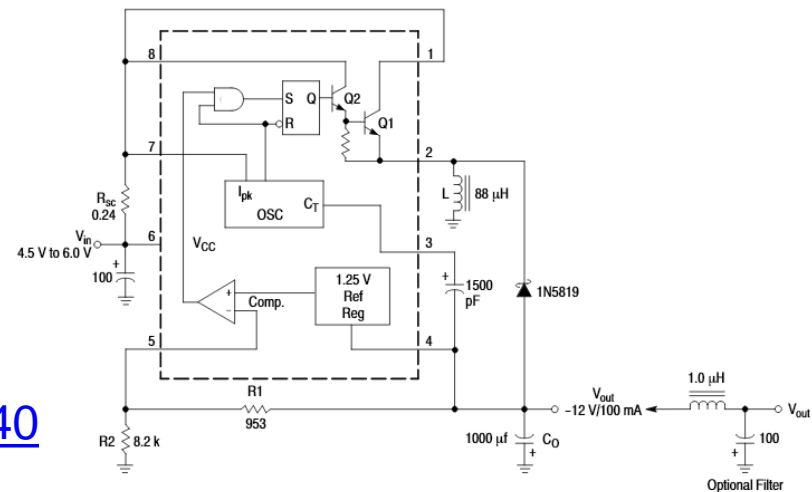 8
1
S
Q
Q2
R
Q1
7
2
Rsc
0.24
Ipk
OSC
CT
L
88 µH
Vin
4.5 V to 6.0 V
6
VCC
3
100
+
Comp.
+
–
1.25 V
Ref
Reg
+
1500
pF
1N5819
5
4
R1
953
40
R2
8.2 k
1000 µf
CO
+
Vout
–12 V/100 mA
1.0 µH
Vout
100
+
Optional Filter